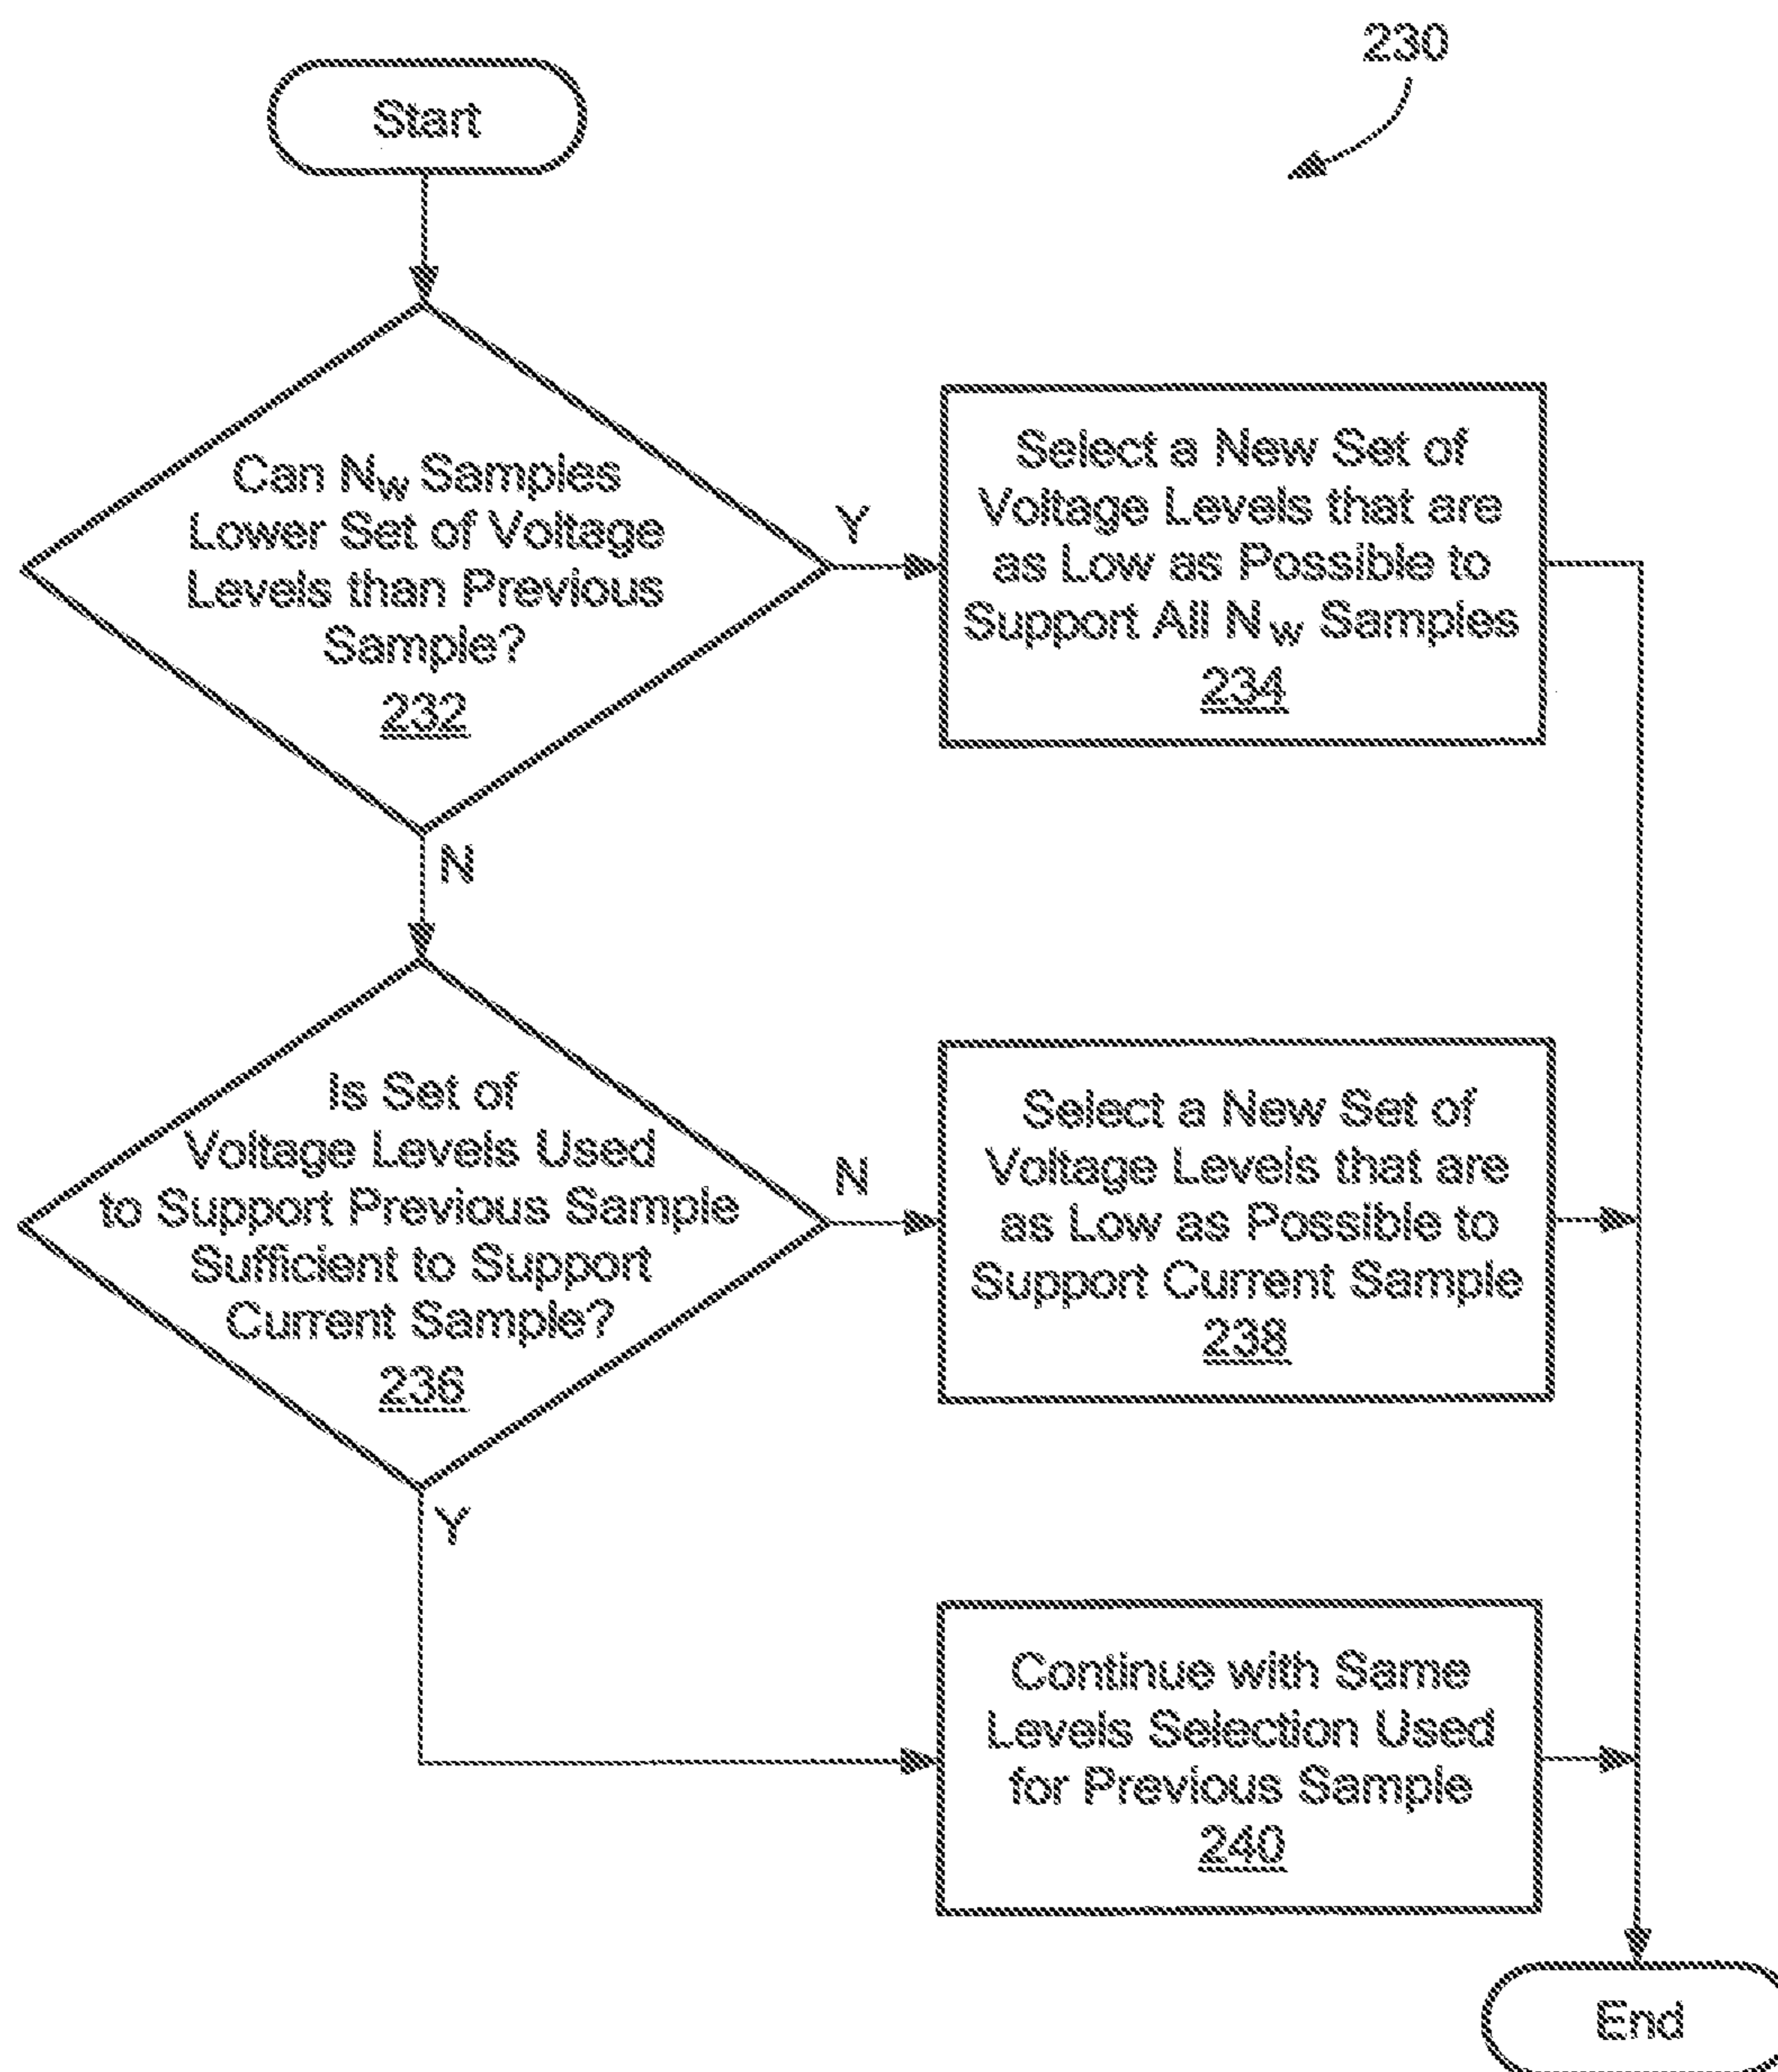 230
Start
Can NW Samples
Lower Set of Voltage
Levels than Previous
Sample?
232
Y
Select a New Set of
Voltage Levels that are
as Low as Possible to
Support All NW Samples
234
N
Is Set of
Voltage Levels Used
to Support Previous Sample
Sufficient to Support
Current Sample?
236
N
Select a New Set of
Voltage Levels that are
as Low as Possible to
Support Current Sample
238
Y
Continue with Same
Levels Selection Used
for Previous Sample
240
End